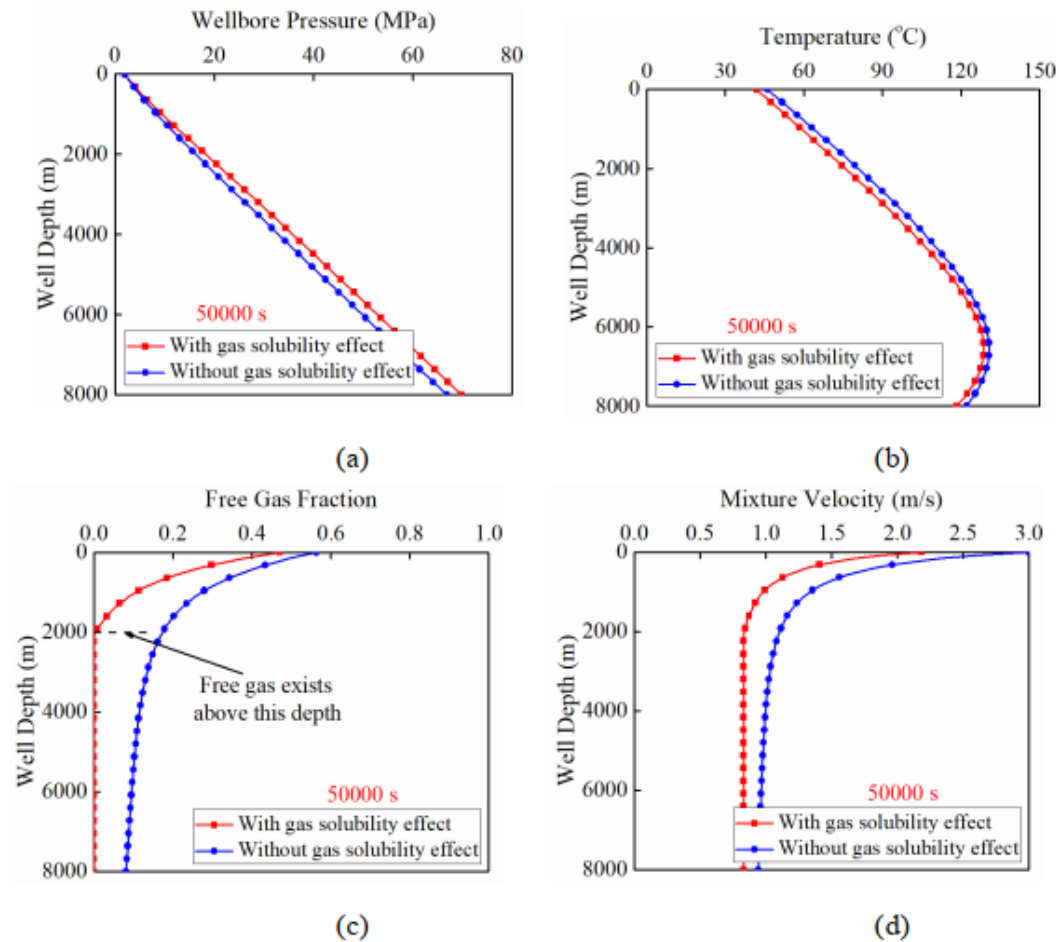 Wellbore Pressure (MPa)
0 20 40 60 80
0
2000
4000
6000
8000
Well Depth (m)
50000 s
With gas solubility effect
Without gas solubility effect
(a)
Temperature (°C)
0 30 60 90 120 150
0
2000
4000
6000
8000
Well Depth (m)
50000 s
With gas solubility effect
Without gas solubility effect
(b)
Free Gas Fraction
0.0 0.2 0.4 0.6 0.8 1.0
0
2000
4000
6000
8000
Well Depth (m)
Free gas exists
above this depth
50000 s
With gas solubility effect
Without gas solubility effect
(c)
Mixture Velocity (m/s)
0.0 0.5 1.0 1.5 2.0 2.5 3.0
0
2000
4000
6000
8000
Well Depth (m)
50000 s
With gas solubility effect
Without gas solubility effect
(d)